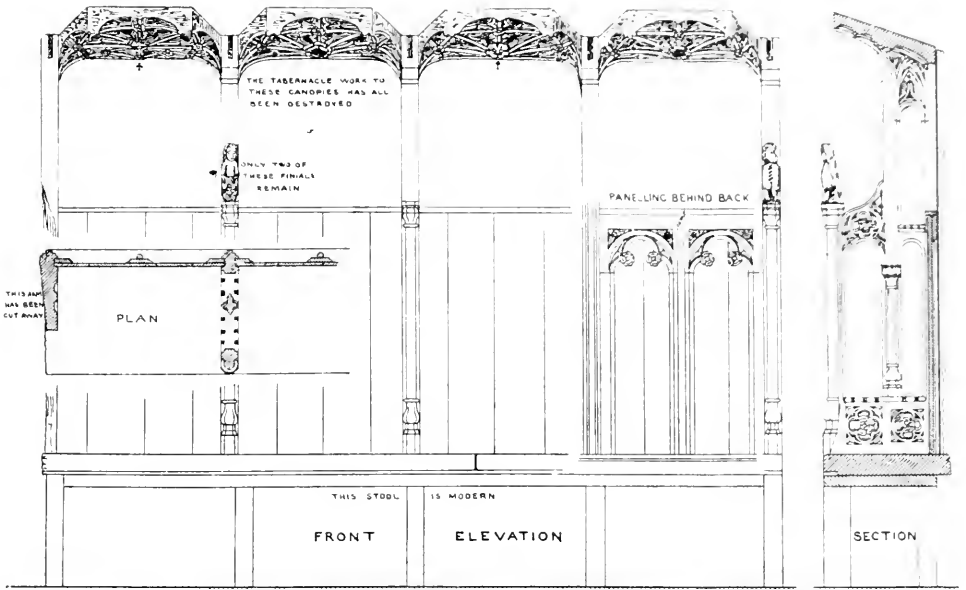 THE TABERNACLE WORK TO
THESE CANOPIES HAS ALL
BEEN DESTROYED
ONLY TWO OF
THESE FINIALS
REMAIN
PANELLING BEHIND BACK
THIS ARM
HAS BEEN
CUT AWAY
PLAN
THIS STOOL IS MODERN
FRONT ELEVATION
SECTION